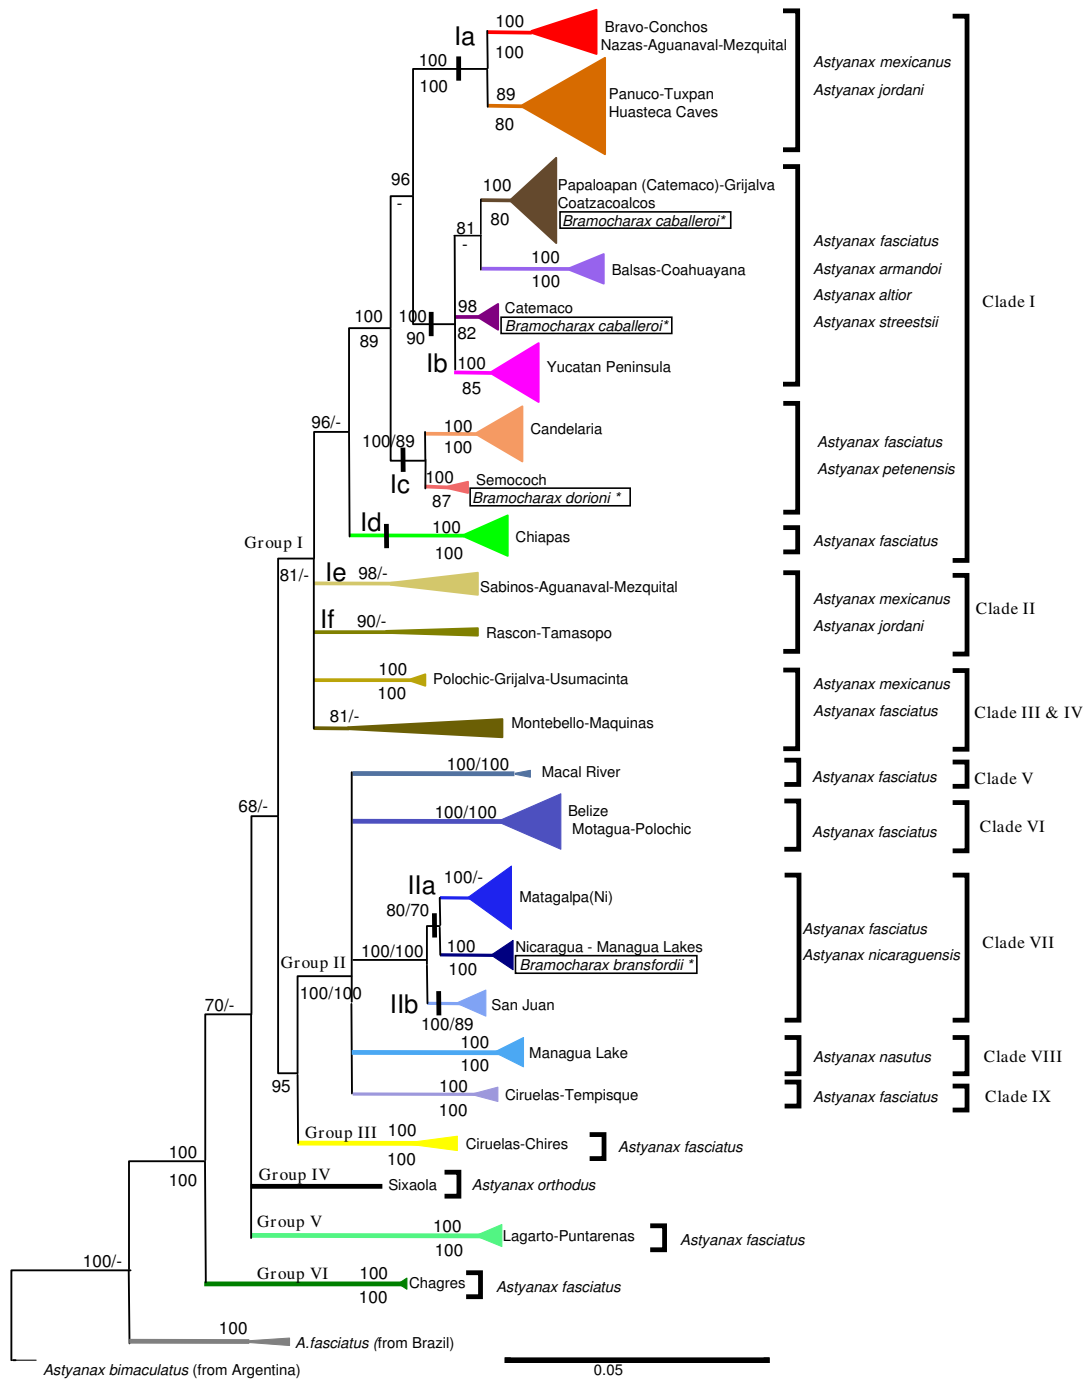 Ia
100
100
Bravo-Conchos
Nazas-Aguanaval-Mezquital
100
100
89
80
Panuco-Tuxpan
Huasteca Caves
Astyanax mexicanus
Astyanax jordani
96
-
100
80
Papaloapan (Catemaco)-Grijalva
Coatzacoalcos
Bramocharax caballeroi*
81
-
100
100
Balsas-Coahuayana
Astyanax fasciatus
Astyanax armandoi
Astyanax altior
Astyanax streestsii
Clade I
100
89
100
90
98
82
Catemaco
Bramocharax caballeroi*
Ib
100
85
Yucatan Peninsula
96/-
100/89
Ic
100
100
Candelaria
100
87
Semococh
Bramocharax dorioni *
Astyanax fasciatus
Astyanax petenensis
Id
100
100
Chiapas
Astyanax fasciatus
Group I
81/-
Ie
98/-
Sabinos-Aguanaval-Mezquital
If
90/-
Rascon-Tamasopo
Astyanax mexicanus
Astyanax jordani
Clade II
100
100
Polochic-Grijalva-Usumacinta
81/-
Montebello-Maquinas
Astyanax mexicanus
Astyanax fasciatus
Clade III & IV
68/-
100/100
Macal River
Astyanax fasciatus
Clade V
100/100
Belize
Motagua-Polochic
Astyanax fasciatus
Clade VI
IIa
100/-
80/70
Matagalpa(Ni)
100/100
100
100
Nicaragua - Managua Lakes
Bramocharax bransfordii *
Astyanax fasciatus
Astyanax nicaraguensis
Clade VII
Group II
100/100
IIb
100/89
San Juan
70/-
100
100
Managua Lake
Astyanax nasutus
Clade VIII
95
100
100
Ciruelas-Tempisque
Astyanax fasciatus
Clade IX
Group III
100
100
Ciruelas-Chires
Astyanax fasciatus
100
100
Group IV
Sixaola
Astyanax orthodus
Group V
100
100
Lagarto-Puntarenas
Astyanax fasciatus
100/-
Group VI
100
100
Chagres
Astyanax fasciatus
100
A.fasciatus (from Brazil)
Astyanax bimaculatus (from Argentina)
0.05